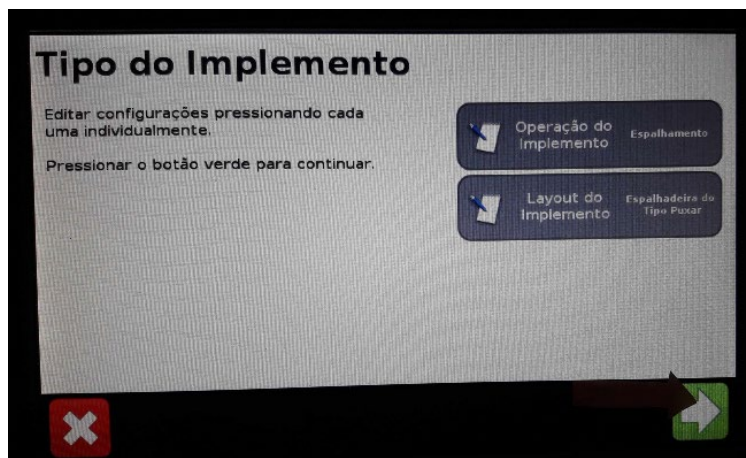 Tipo do Implemento
Editar configurações pressionando cada
uma individualmente.
Pressionar o botão verde para continuar.
Operação do
Implemento
Espalhamento
Layout do
Implemento
Espalhadeira do
Tipo Puxar